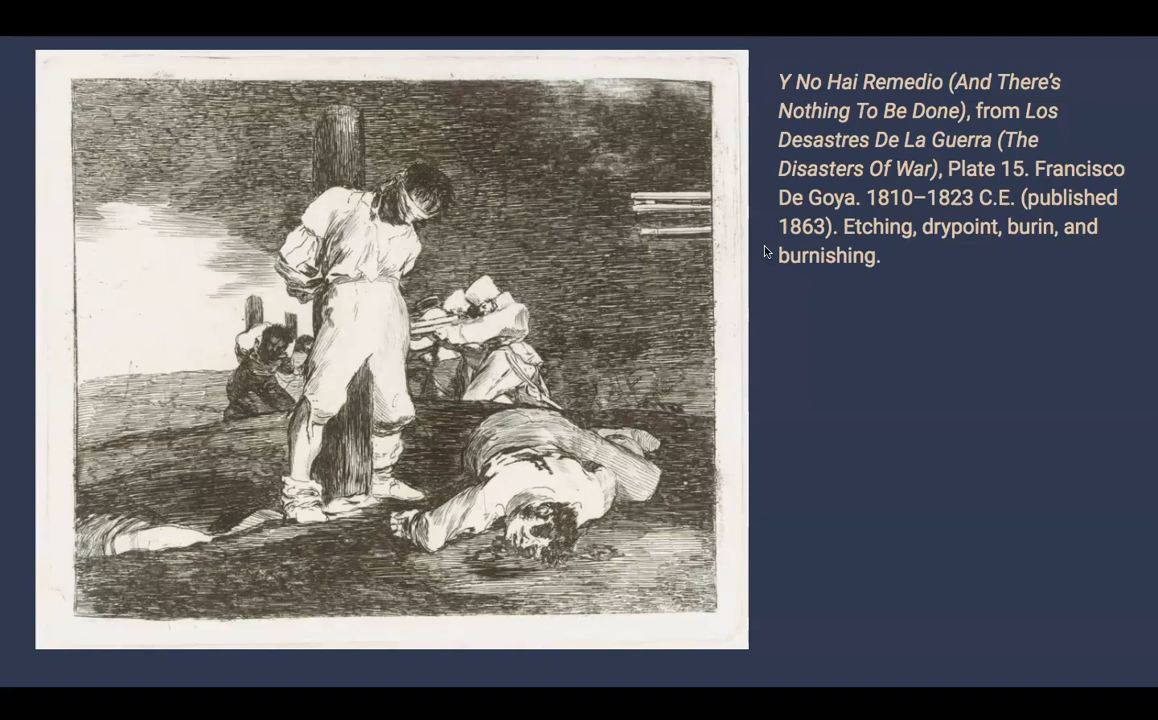 Y No Hai Remedio (And There’s
Nothing To Be Done), from Los
Desastres De La Guerra (The
Disasters Of War), Plate 15. Francisco
De Goya. 1810–1823 C.E. (published
1863). Etching, drypoint, burin, and
burnishing.